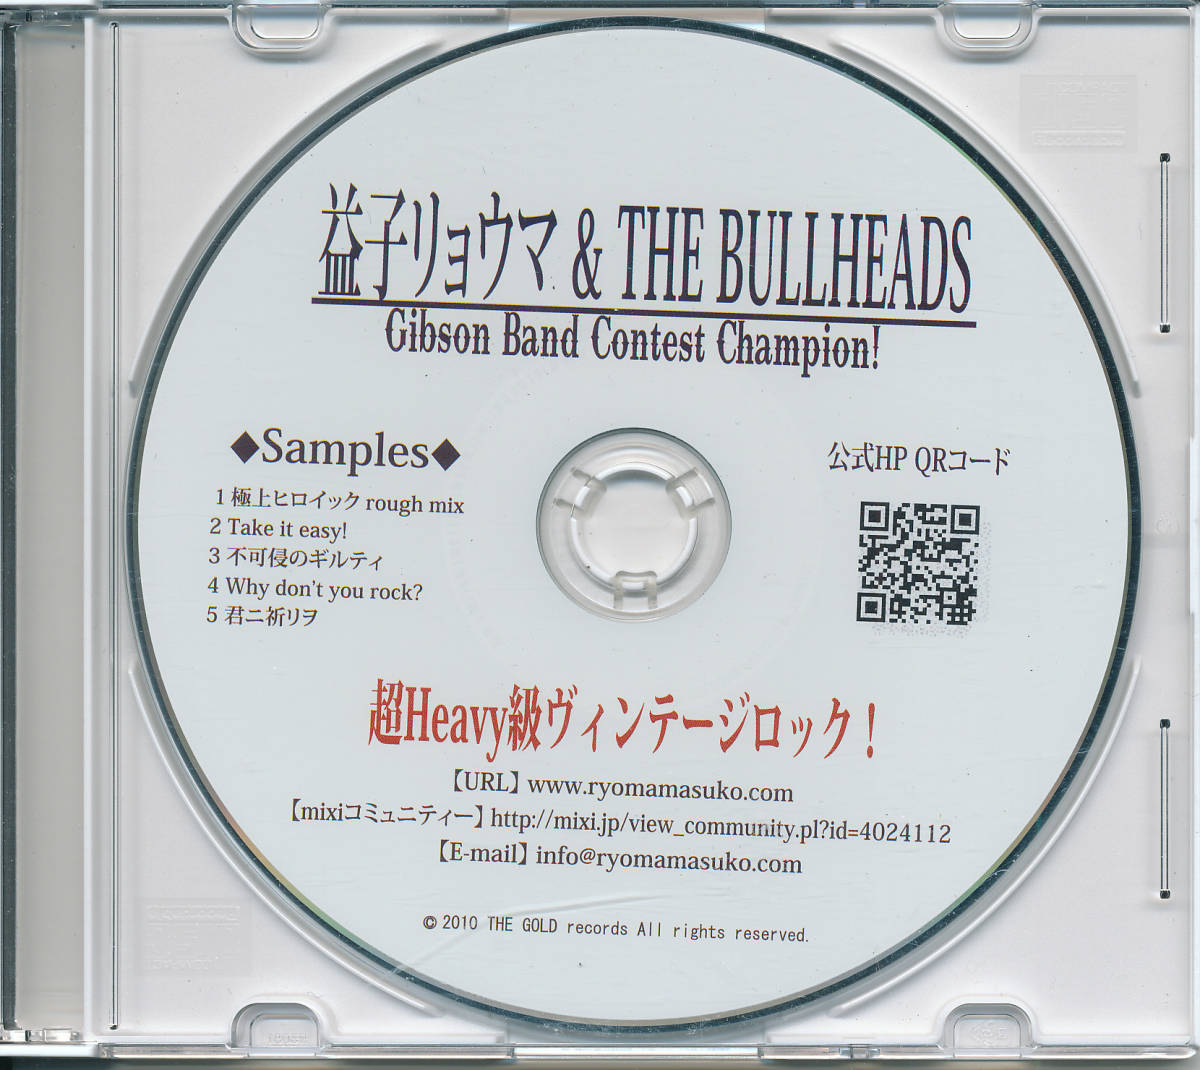 益子リョウマ & THE BULLHEADS
Gibson Band Contest Champion!
◆Samples◆
1 極上ヒロイック rough mix
2 Take it easy!
3 不可侵のギルティ
4 Why don't you rock?
5 君ニ祈リヲ
公式HP QRコード
超Heavy級ヴィンテージロック！
【URL】www.ryomamasuko.com
【mixiコミュニティー】http://mixi.jp/view_community.pl?id=4024112
【E-mail】info@ryomamasuko.com
© 2010 THE GOLD records All rights reserved.